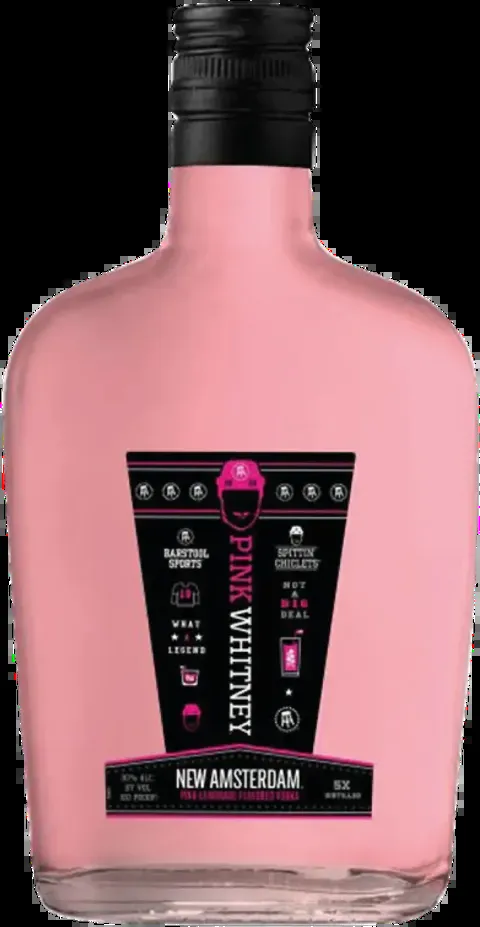 BARSTOOL
SPORTS
19
WHAT
A
LEGEND
PINK WHITNEY
SPITTIN'
CHICLETS
NOT
A
BIG
DEAL
30% ALC.
BY VOL
(60 PROOF)
NEW AMSTERDAM
PINK LEMONADE FLAVORED VODKA
5X
DISTILLED